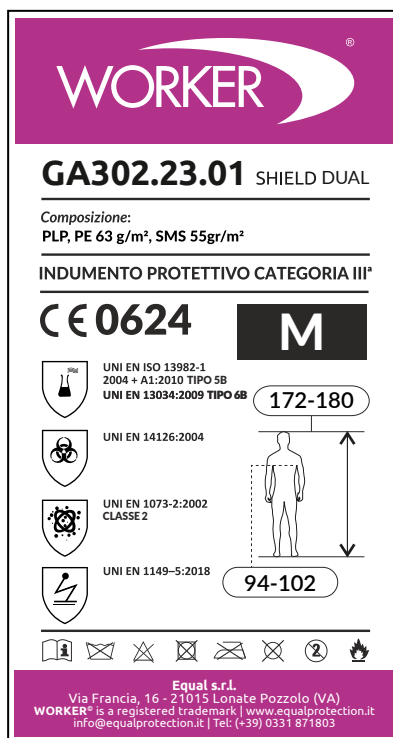 WORKER ®
GA302.23.01 SHIELD DUAL
Composizione:
PLP, PE 63 g/m², SMS 55gr/m²
INDUMENTO PROTETTIVO CATEGORIA IIIª
CE 0624
M
UNI EN ISO 13982-1
2004 + A1:2010 TIPO 5B
UNI EN 13034:2009 TIPO 6B
172-180
UNI EN 14126:2004
UNI EN 1073-2:2002
CLASSE 2
UNI EN 1149–5:2018
94-102
i
2
Equal s.r.l.
Via Francia, 16 - 21015 Lonate Pozzolo (VA)
WORKER® is a registered trademark | www.equalprotection.it
info@equalprotection.it | Tel: (+39) 0331 871803